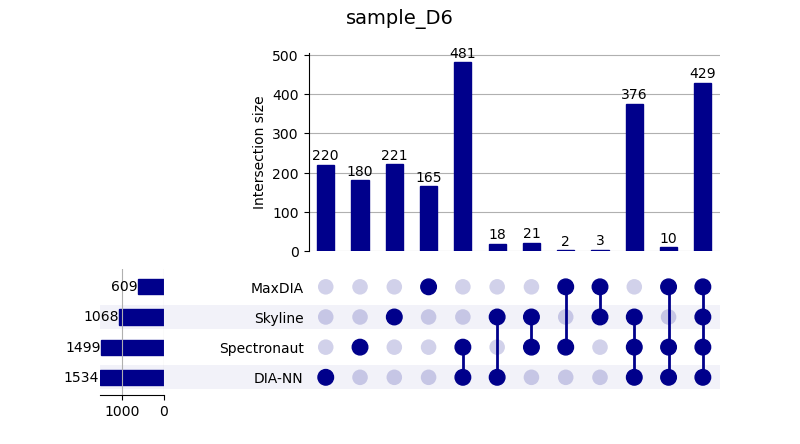 sample_D6
500
400
300
200
100
0
Intersection size
220 180 221 165 481 18 21 2 3 376 10 429
609 MaxDIA
1068 Skyline
1499 Spectronaut
1534 DIA-NN
1000 0